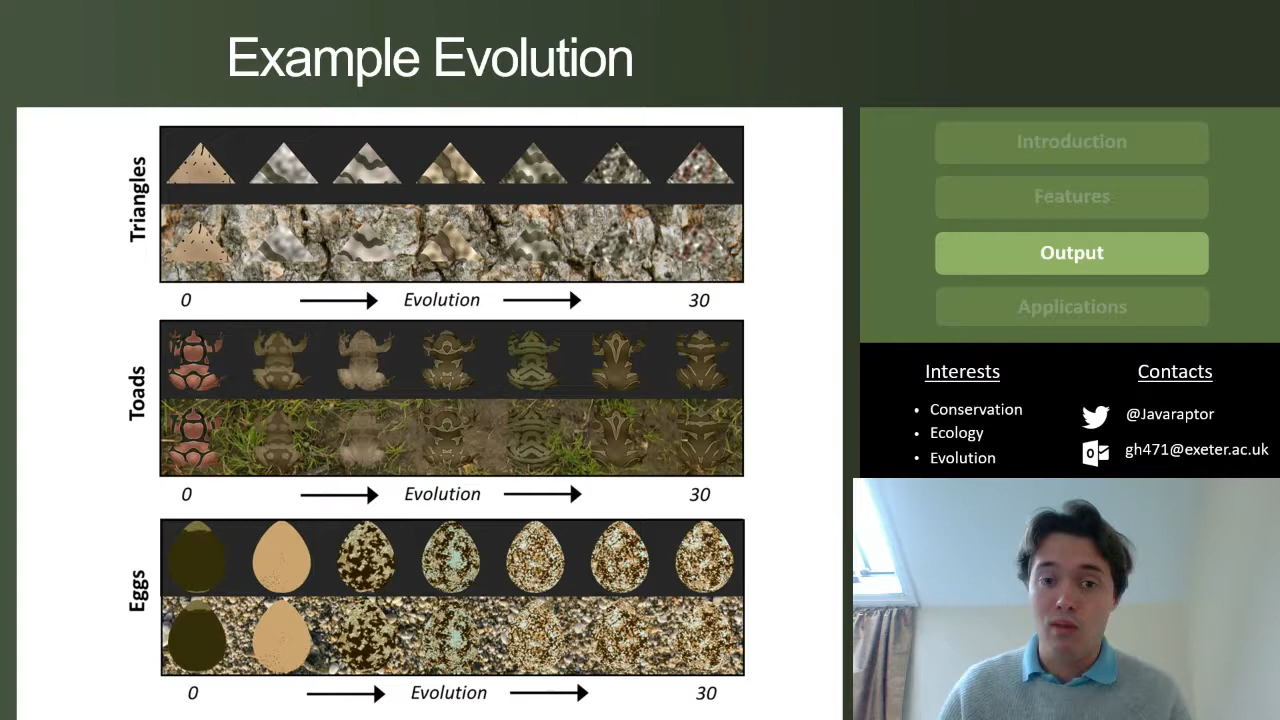 Example Evolution
Triangles
0 Evolution 30
Toads
0 Evolution 30
Eggs
0 Evolution 30
Introduction
Features
Output
Applications
Interests
• Conservation
• Ecology
• Evolution
Contacts
@Javaraptor
gh471@exeter.ac.uk